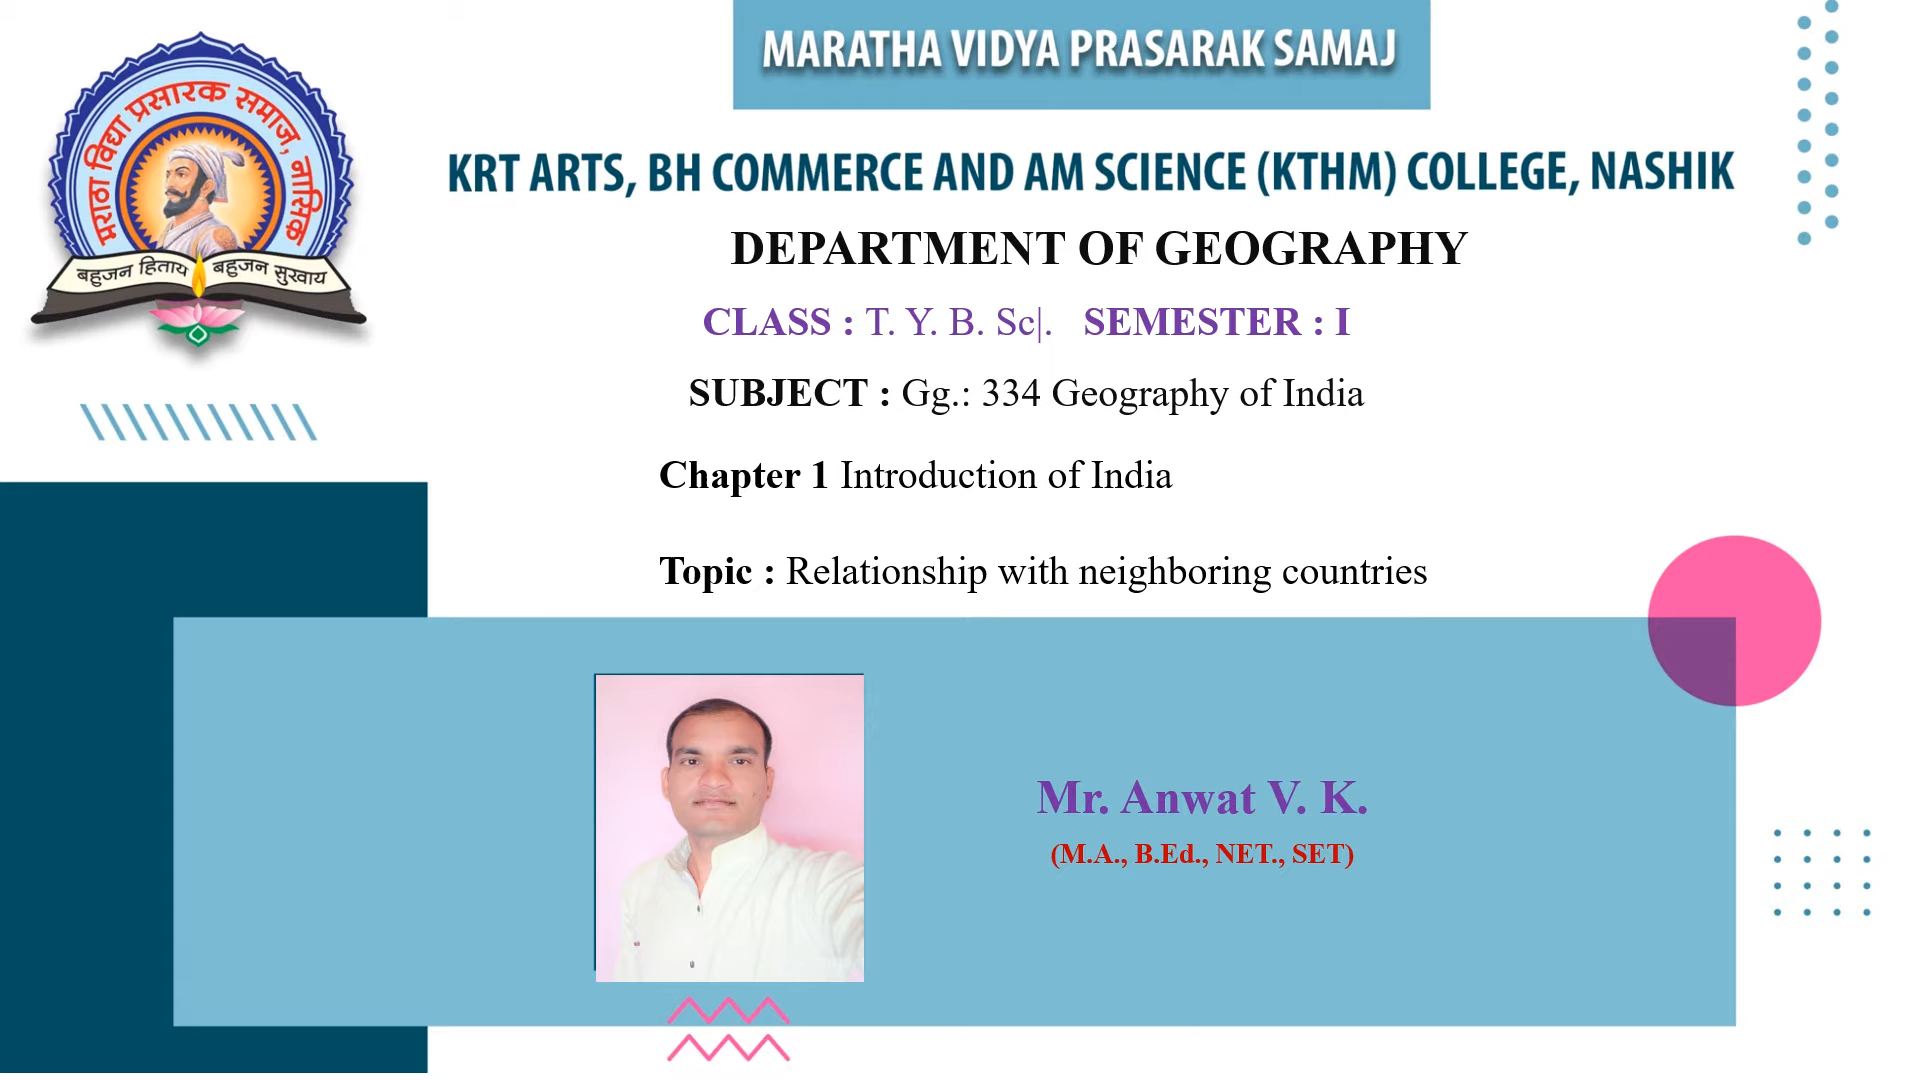 मराठा विद्या प्रसारक समाज, नासिक
बहुजन हिताय बहुजन सुखाय
MARATHA VIDYA PRASARAK SAMAJ
KRT ARTS, BH COMMERCE AND AM SCIENCE (KTHM) COLLEGE, NASHIK
DEPARTMENT OF GEOGRAPHY
CLASS : T. Y. B. Sc|. SEMESTER : I
SUBJECT : Gg.: 334 Geography of India
Chapter 1 Introduction of India
Topic : Relationship with neighboring countries
Mr. Anwat V. K.
(M.A., B.Ed., NET., SET)